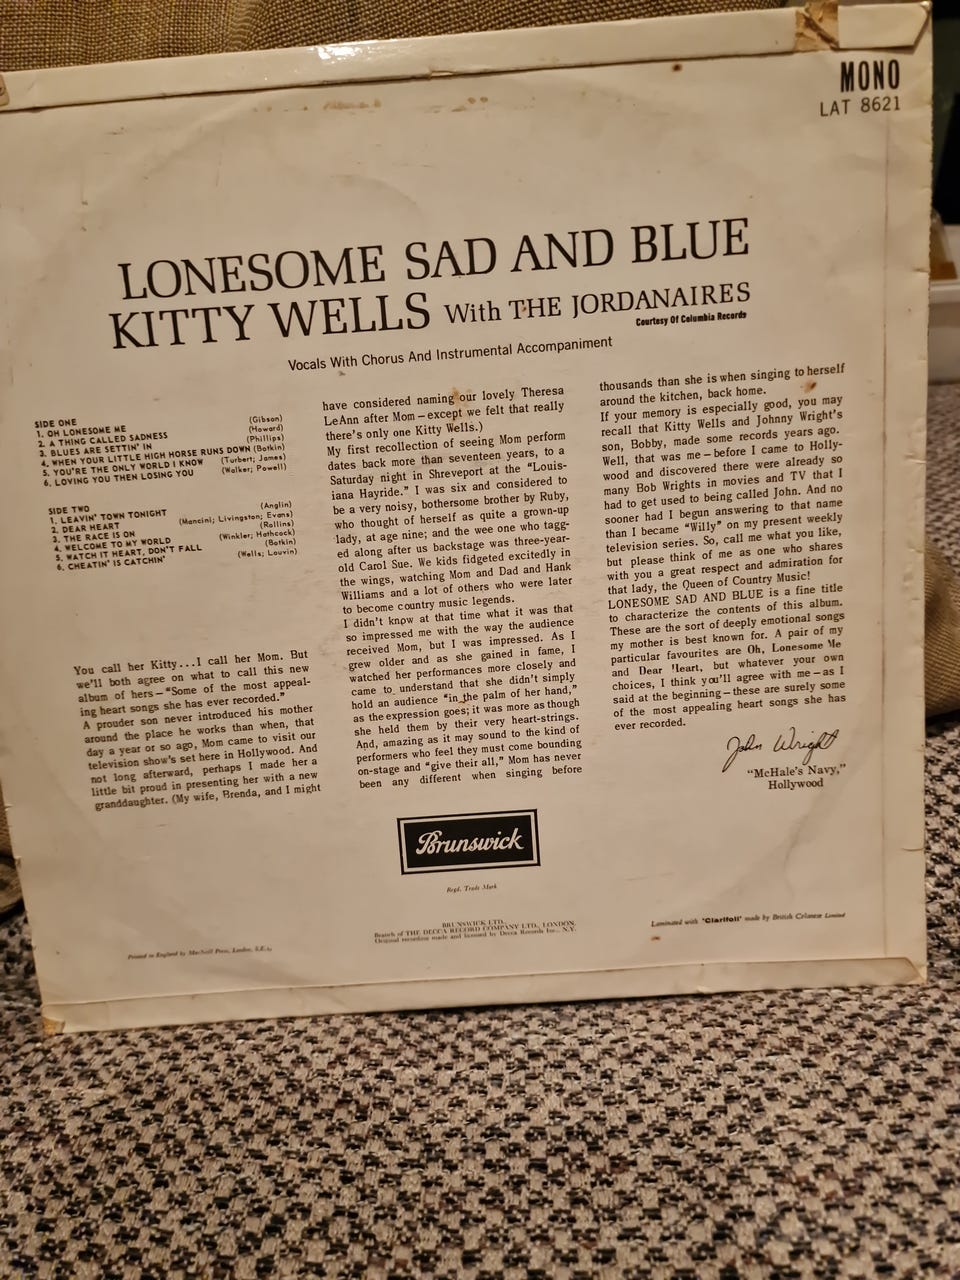 MONO
LAT 8621
LONESOME SAD AND BLUE
KITTY WELLS With THE JORDANAIRES
Courtesy Of Columbia Records
Vocals With Chorus And Instrumental Accompaniment
SIDE ONE
1. OH LONESOME ME (Gibson)
2. A THING CALLED SADNESS (Howard)
3. BLUES ARE SETTIN' IN (Phillips)
4. WHEN YOUR LITTLE HIGH HORSE RUNS DOWN (Botkin)
5. YOU'RE THE ONLY WORLD I KNOW (Turbert; James)
6. LOVING YOU THEN LOSING YOU (Walker; Powell)
SIDE TWO
1. LEAVIN' TOWN TONIGHT (Anglin)
2. DEAR HEART (Mancini; Livingston; Evans)
3. THE RACE IS ON (Rollins)
4. WELCOME TO MY WORLD (Winkler; Hathcock)
5. WATCH IT HEART, DON'T FALL (Botkin)
6. CHEATIN' IS CATCHIN' (Wells; Louvin)
You call her Kitty...I call her Mom. But
we'll both agree on what to call this new
album of hers—"Some of the most appeal-
ing heart songs she has ever recorded."
A prouder son never introduced his mother
around the place he works than when, that
day a year or so ago, Mom came to visit our
television show's set here in Hollywood. And
not long afterward, perhaps I made her a
little bit proud in presenting her with a new
granddaughter. (My wife, Brenda, and I might
have considered naming our lovely Theresa
LeAnn after Mom—except we felt that really
there's only one Kitty Wells.)
My first recollection of seeing Mom perform
dates back more than seventeen years, to a
Saturday night in Shreveport at the "Louis-
iana Hayride." I was six and considered to
be a very noisy, bothersome brother by Ruby,
who thought of herself as quite a grown-up
lady, at age nine; and the wee one who tagg-
ed along after us backstage was three-year-
old Carol Sue. We kids fidgeted excitedly in
the wings, watching Mom and Dad and Hank
Williams and a lot of others who were later
to become country music legends.
I didn't know at that time what it was that
so impressed me with the way the audience
received Mom, but I was impressed. As I
grew older and as she gained in fame, I
watched her performances more closely and
came to understand that she didn't simply
hold an audience "in the palm of her hand,"
as the expression goes; it was more as though
she held them by their very heart-strings.
And, amazing as it may sound to the kind of
performers who feel they must come bounding
on-stage and "give their all," Mom has never
been any different when singing before
thousands than she is when singing to herself
around the kitchen, back home.
If your memory is especially good, you may
recall that Kitty Wells and Johnny Wright's
son, Bobby, made some records years ago.
Well, that was me—before I came to Holly-
wood and discovered there were already so
many Bob Wrights in movies and TV that I
had to get used to being called John. And no
sooner had I begun answering to that name
than I became "Willy" on my present weekly
television series. So, call me what you like,
but please think of me as one who shares
with you a great respect and admiration for
that lady, the Queen of Country Music!
LONESOME SAD AND BLUE is a fine title
to characterize the contents of this album.
These are the sort of deeply emotional songs
my mother is best known for. A pair of my
particular favourites are Oh, Lonesome Me
and Dear Heart, but whatever your own
choices, I think you'll agree with me—as I
said at the beginning—these are surely some
of the most appealing heart songs she has
ever recorded.
John Wright
"McHale's Navy,"
Hollywood
Brunswick
Regd. Trade Mark
BRUNSWICK LTD.,
Branch of THE DECCA RECORD COMPANY LTD., LONDON.
Original recording made and licensed by Decca Records Inc., N.Y.
Laminated with 'Clarifoil' made by British Celanese Limited
Printed in England by MacNeill Press, London, S.E.1.